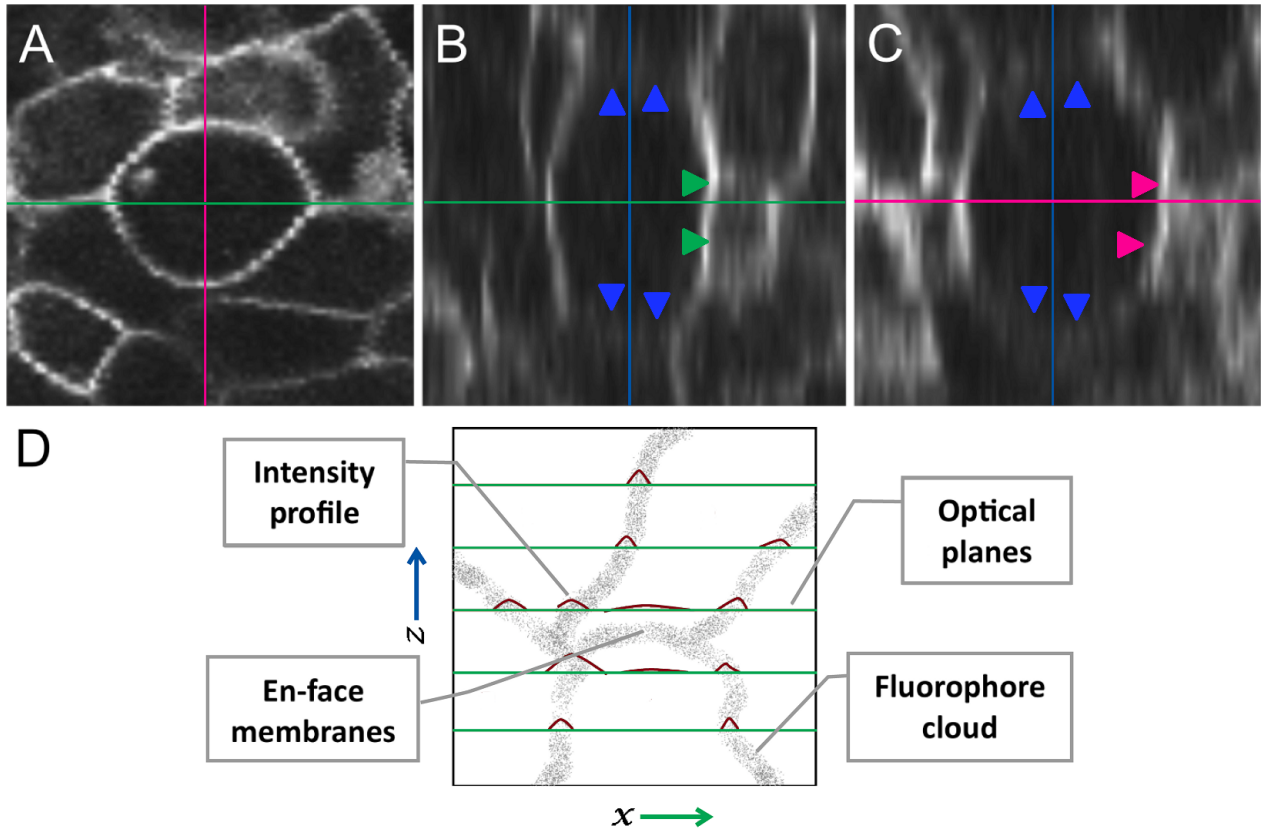 A
B
C
D
Intensity
profile
Optical
planes
z
En-face
membranes
Fluorophore
cloud
x